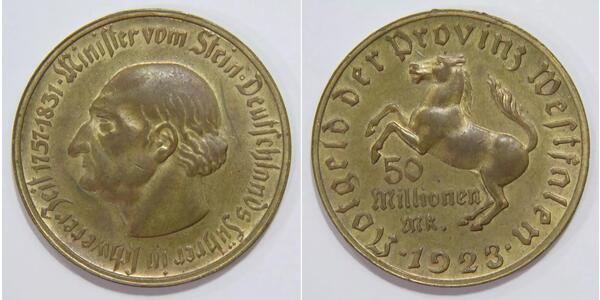 Minister vom Stein · Deutschlands Führer in schwerer Zeit 1757-1831 ·
Notgeld der Provinz Westfalen
50
Millionen
Mk.
· 1923 ·